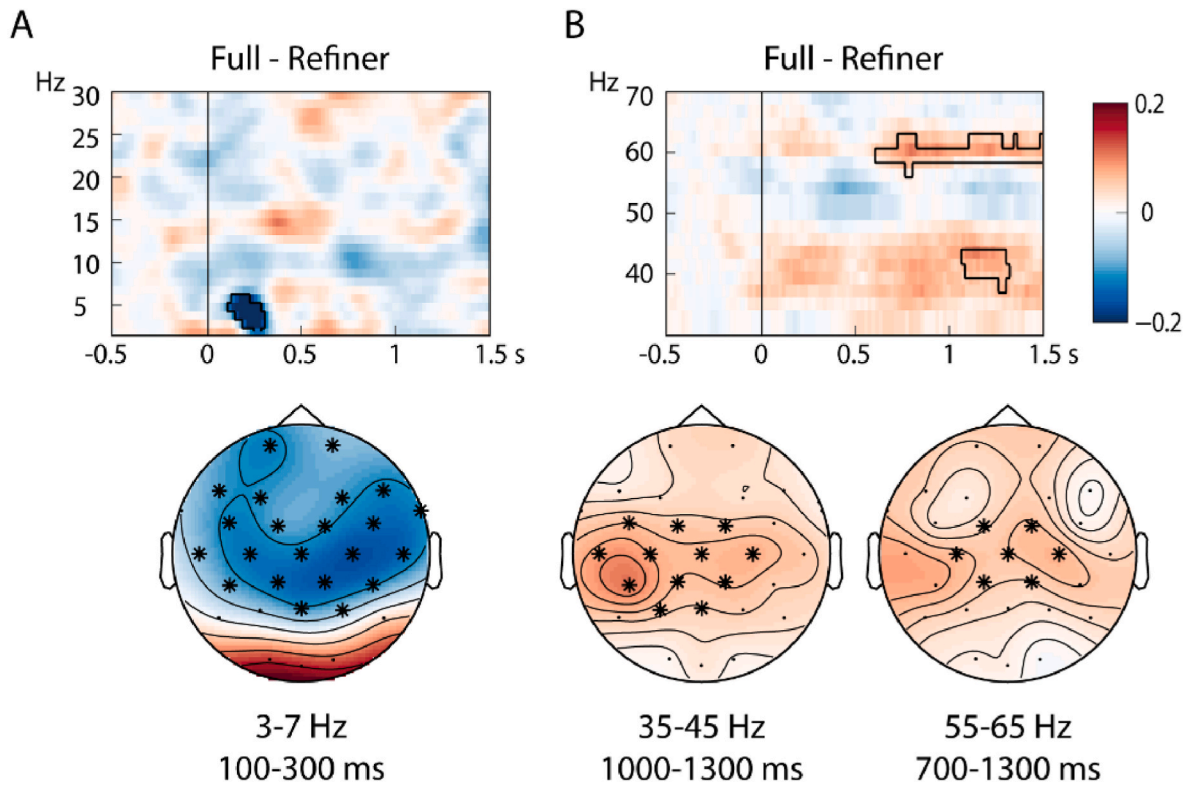 A
Full - Refiner
Hz
30
25
20
15
10
5
-0.5 0 0.5 1 1.5 s
B
Full - Refiner
Hz
70
60
50
40
-0.5 0 0.5 1 1.5 s
0.2
0
−0.2
3-7 Hz
100-300 ms
35-45 Hz
1000-1300 ms
55-65 Hz
700-1300 ms